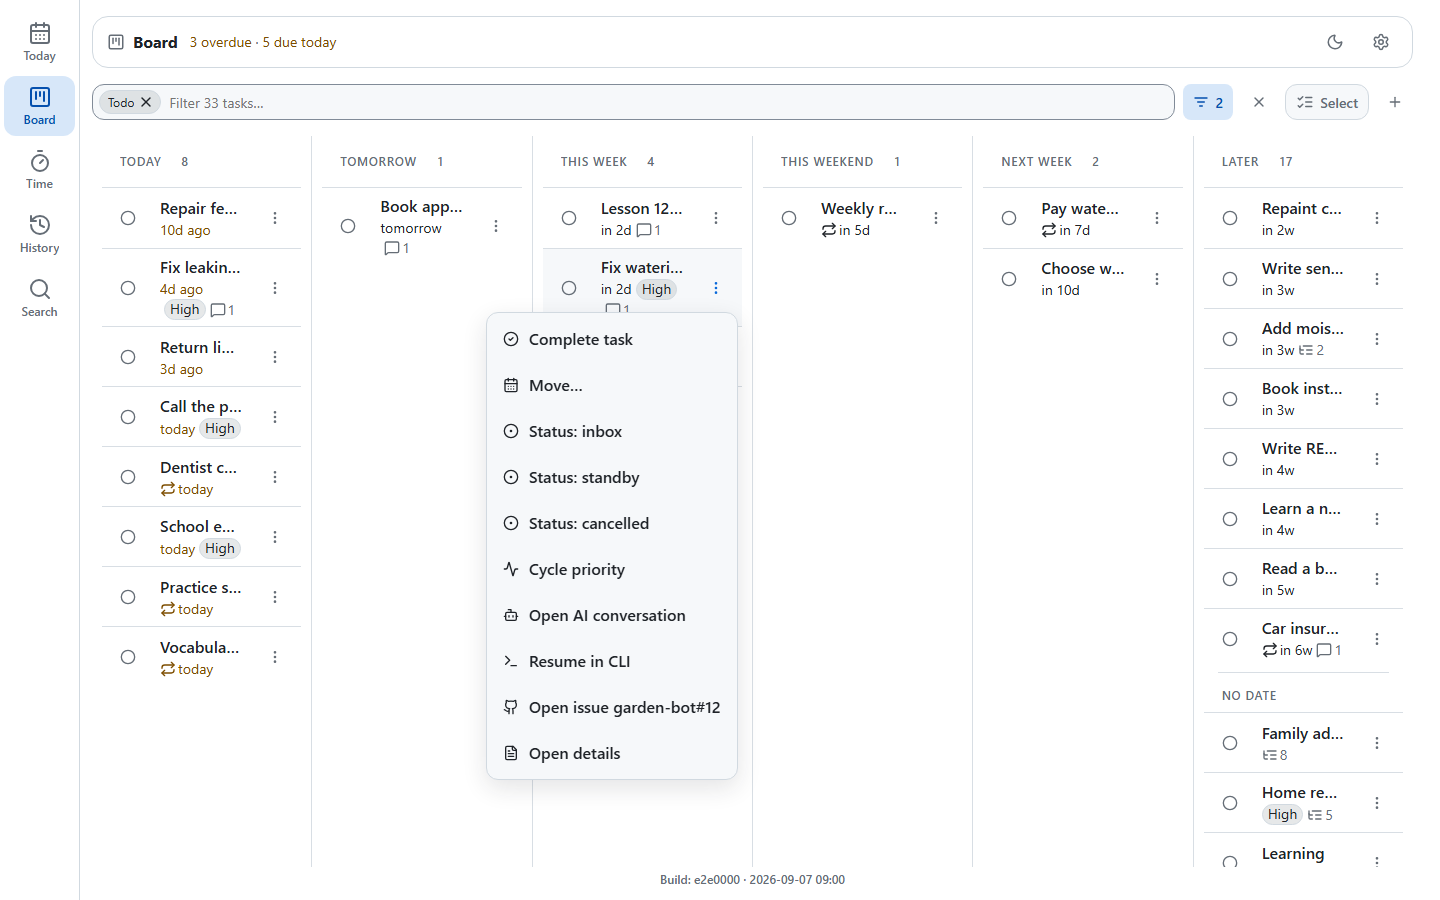 Today
Board
Time
History
Search
Board 3 overdue · 5 due today
Todo
Filter 33 tasks...
2
Select
TODAY 8
Repair fe...
10d ago
Fix leakin...
4d ago
High 1
Return li...
3d ago
Call the p...
today High
Dentist c...
today
School e...
today High
Practice s...
today
Vocabula...
today
TOMORROW 1
Book app...
tomorrow
1
THIS WEEK 4
Lesson 12...
in 2d 1
Fix wateri...
in 2d High
1
Complete task
Move...
Status: inbox
Status: standby
Status: cancelled
Cycle priority
Open AI conversation
Resume in CLI
Open issue garden-bot#12
Open details
THIS WEEKEND 1
Weekly r...
in 5d
NEXT WEEK 2
Pay wate...
in 7d
Choose w...
in 10d
LATER 17
Repaint c...
in 2w
Write sen...
in 3w
Add mois...
in 3w 2
Book inst...
in 3w
Write RE...
in 4w
Learn a n...
in 4w
Read a b...
in 5w
Car insur...
in 6w 1
NO DATE
Family ad...
8
Home re...
High 5
Learning
Build: e2e0000 · 2026-09-07 09:00